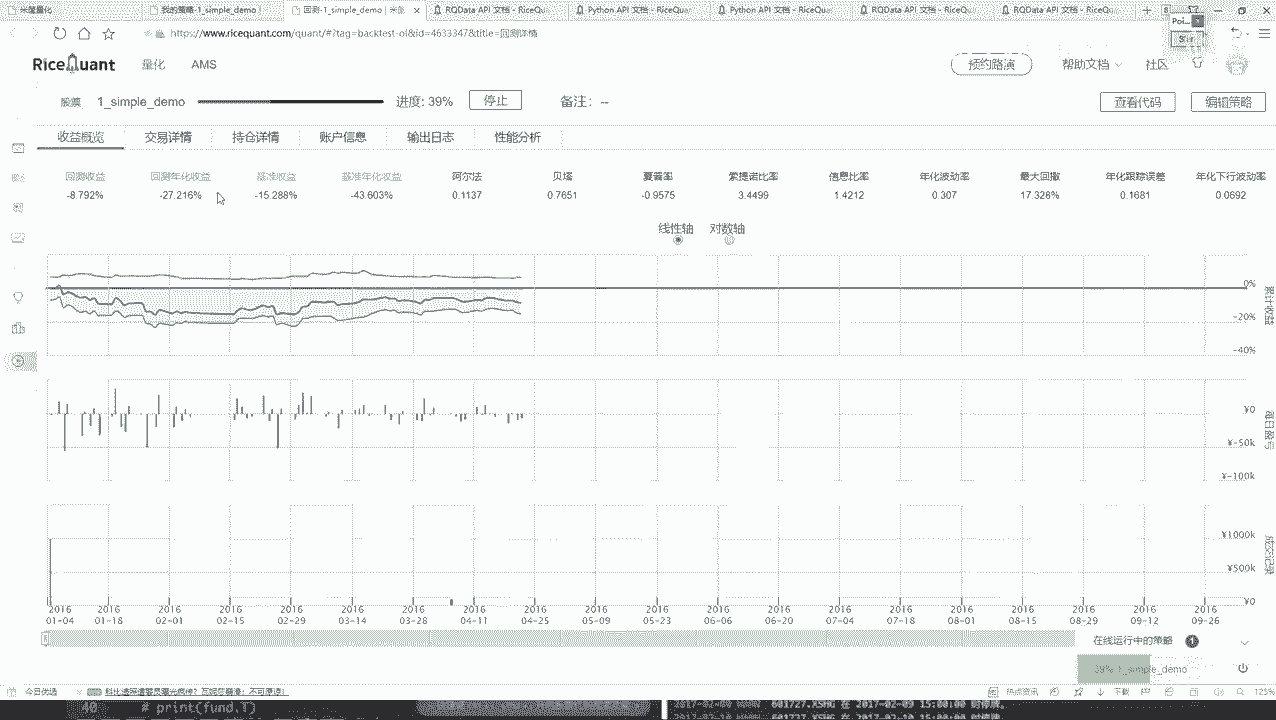 米筐量化
我的策略-1_simple_demo
回测-1_simple_demo | 米筐
RQData API 文档 - RiceQuan
Python API 文档 - RiceQuan
Python API 文档 - RiceQuan
RQData API 文档 - RiceQuan
RQData API 文档 - RiceQuan
https://www.ricequant.com/quant/#?tag=backtest-ol&id=4633347&title=回测详情
RiceQuant 量化 AMS 预约路演 帮助文档 社区
股票 1_simple_demo 进度: 39% 停止 备注: -- 查看代码 编辑策略
收益概览 交易详情 持仓详情 账户信息 输出日志 性能分析
回测收益 回测年化收益 基准收益 基准年化收益 阿尔法 贝塔 夏普率 索提诺比率 信息比率 年化波动率 最大回撤 年化跟踪误差 年化下行波动率
-8.792% -27.216% -15.288% -43.603% 0.1137 0.7651 -0.9575 3.4499 1.4212 0.307 17.328% 0.1681 0.0692
线性轴 对数轴
0%
-20%
-40%
累计收益
¥0
¥-50k
¥-100k
每日盈亏
¥1000k
¥500k
¥0
2016 2016 2016 2016 2016 2016 2016 2016 2016 2016 2016 2016 2016 2016 2016 2016 2016 2016 2016 2016
01-04 01-18 02-01 02-15 02-29 03-14 03-28 04-11 04-25 05-09 05-23 06-06 06-20 07-04 07-18 08-01 08-15 08-29 09-12 09-26
在线运行中的策略 1
39% 1_simple_demo
今日优选
热点资讯 下载 125%
40 # print(fund.T)
601727.XSHG 在 2017-02-09 15:00:00 时停牌。